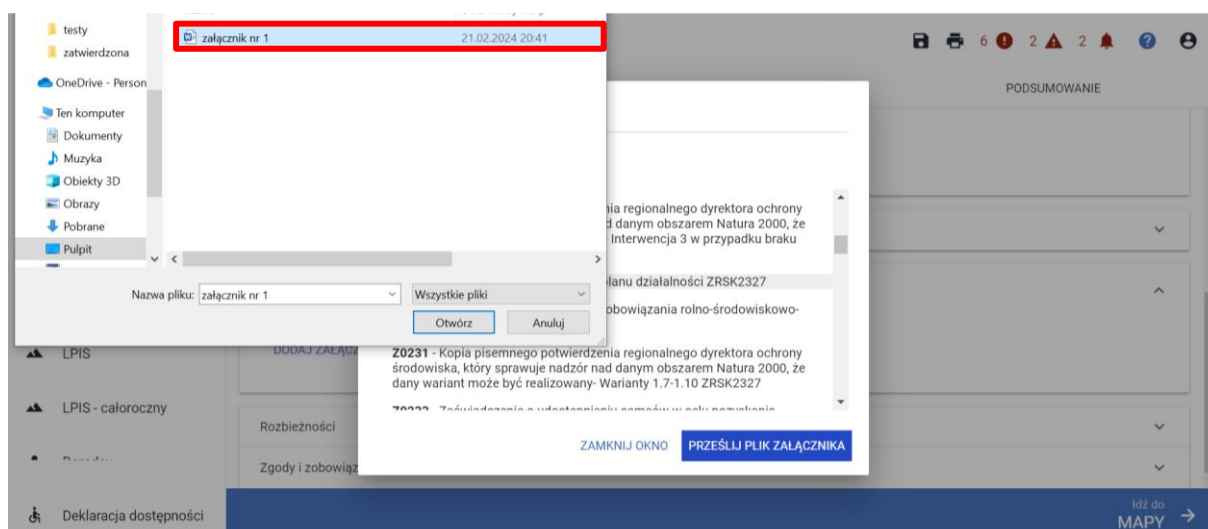 testy
zatwierdzona
OneDrive - Person
Ten komputer
Dokumenty
Muzyka
Obiekty 3D
Obrazy
Pobrane
Pulpit
załącznik nr 1
21.02.2024 20:41
Nazwa pliku: załącznik nr 1
Wszystkie pliki
Otwórz
Anuluj
6
2
2
PODSUMOWANIE
nia regionalnego dyrektora ochrony
d danym obszarem Natura 2000, że
Interwencja 3 w przypadku braku
lanu działalności ZRSK2327
obowiązania rolno-środowiskowo-
Z0231 - Kopia pisemnego potwierdzenia regionalnego dyrektora ochrony
środowiska, który sprawuje nadzór nad danym obszarem Natura 2000, że
dany wariant może być realizowany- Warianty 1.7-1.10 ZRSK2327
ZAMKNIJ OKNO
PRZEŚLIJ PLIK ZAŁĄCZNIKA
LPIS
DODAJ ZAŁĄCZ
LPIS - całoroczny
Rozbieżności
Zgody i zobowiąz
Deklaracja dostępności
Idź do
MAPY